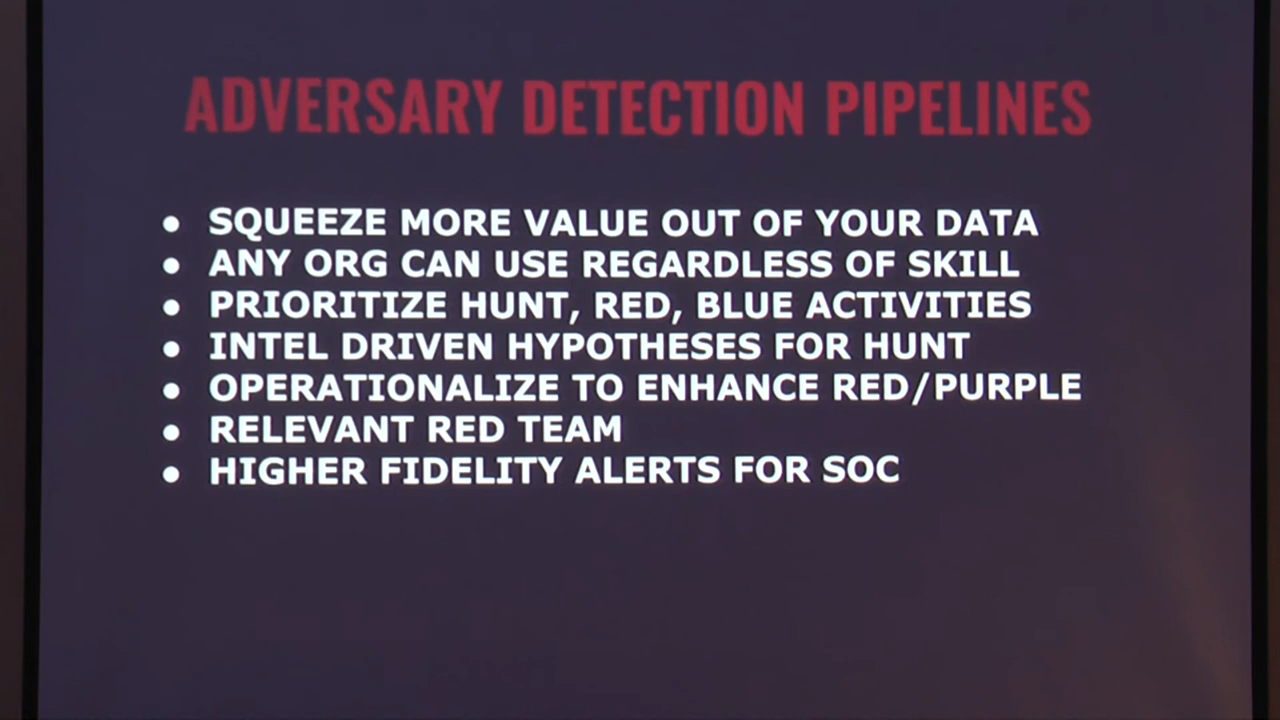 ADVERSARY DETECTION PIPELINES
• SQUEEZE MORE VALUE OUT OF YOUR DATA
• ANY ORG CAN USE REGARDLESS OF SKILL
• PRIORITIZE HUNT, RED, BLUE ACTIVITIES
• INTEL DRIVEN HYPOTHESES FOR HUNT
• OPERATIONALIZE TO ENHANCE RED/PURPLE
• RELEVANT RED TEAM
• HIGHER FIDELITY ALERTS FOR SOC